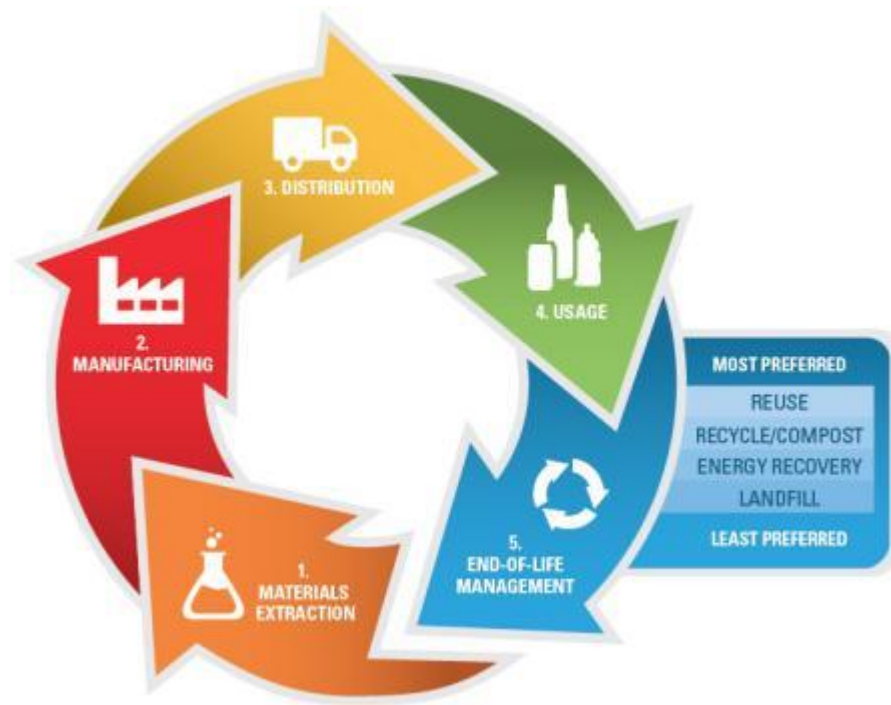 1.
MATERIALS
EXTRACTION
2.
MANUFACTURING
3. DISTRIBUTION
4. USAGE
5.
END-OF-LIFE
MANAGEMENT
MOST PREFERRED
REUSE
RECYCLE/COMPOST
ENERGY RECOVERY
LANDFILL
LEAST PREFERRED